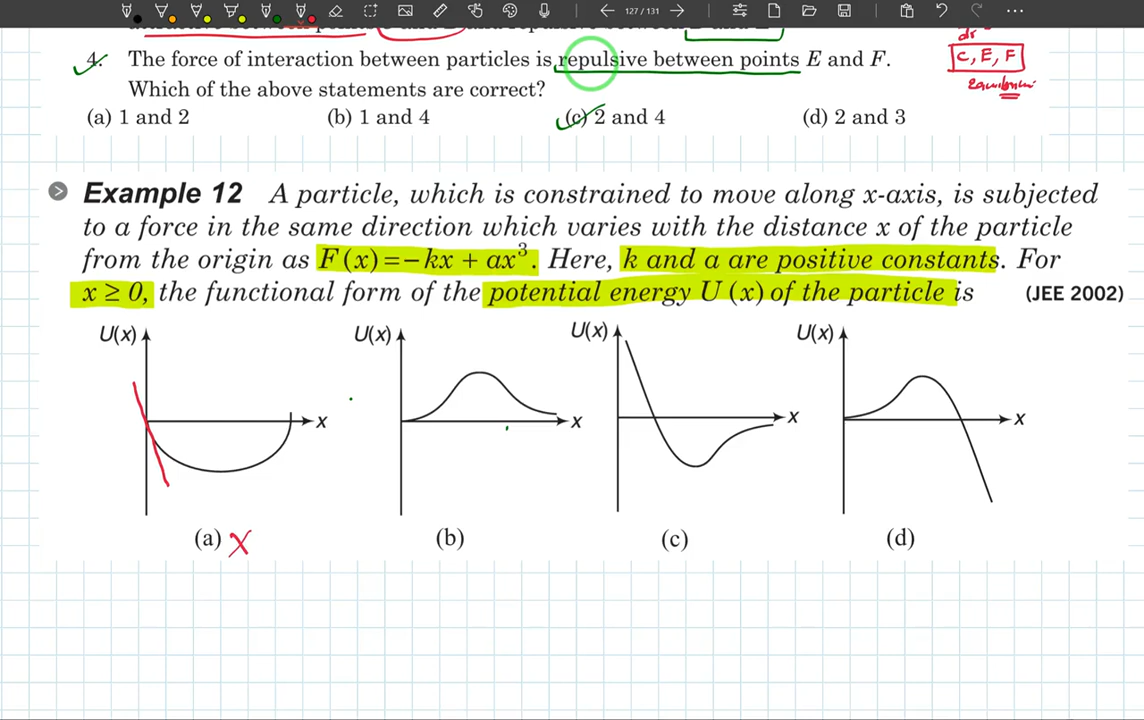 127 / 131
4. The force of interaction between particles is repulsive between points E and F.
C, E, F
Which of the above statements are correct?
(a) 1 and 2 (b) 1 and 4 (c) 2 and 4 (d) 2 and 3
Example 12 A particle, which is constrained to move along x-axis, is subjected
to a force in the same direction which varies with the distance x of the particle
from the origin as F(x)=−kx + ax³. Here, k and a are positive constants. For
x ≥ 0, the functional form of the potential energy U (x) of the particle is (JEE 2002)
U(x) U(x) U(x) U(x)
x x x x
(a) X (b) (c) (d)